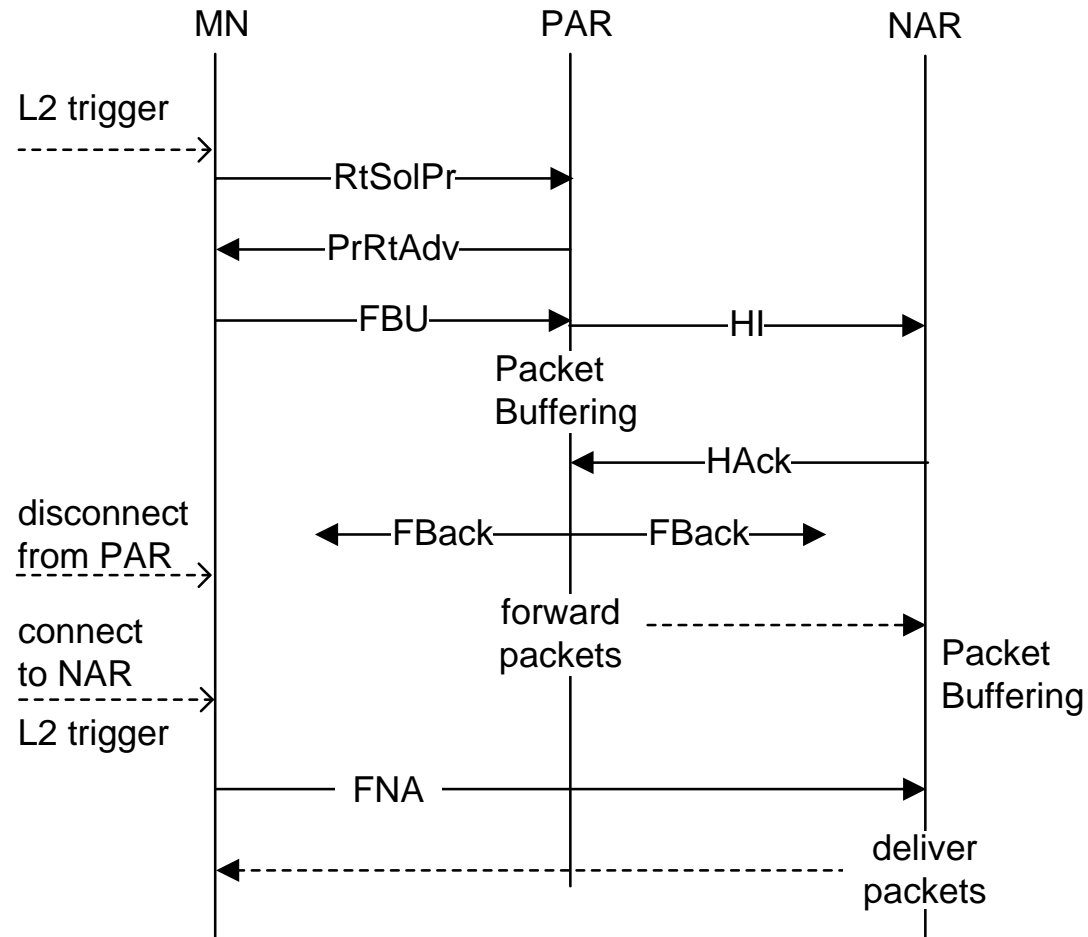 MN
PAR
NAR
L2 trigger
RtSolPr
PrRtAdv
FBU
HI
Packet
Buffering
HAck
disconnect
from PAR
FBack
FBack
forward
packets
connect
to NAR
Packet
Buffering
L2 trigger
FNA
deliver
packets